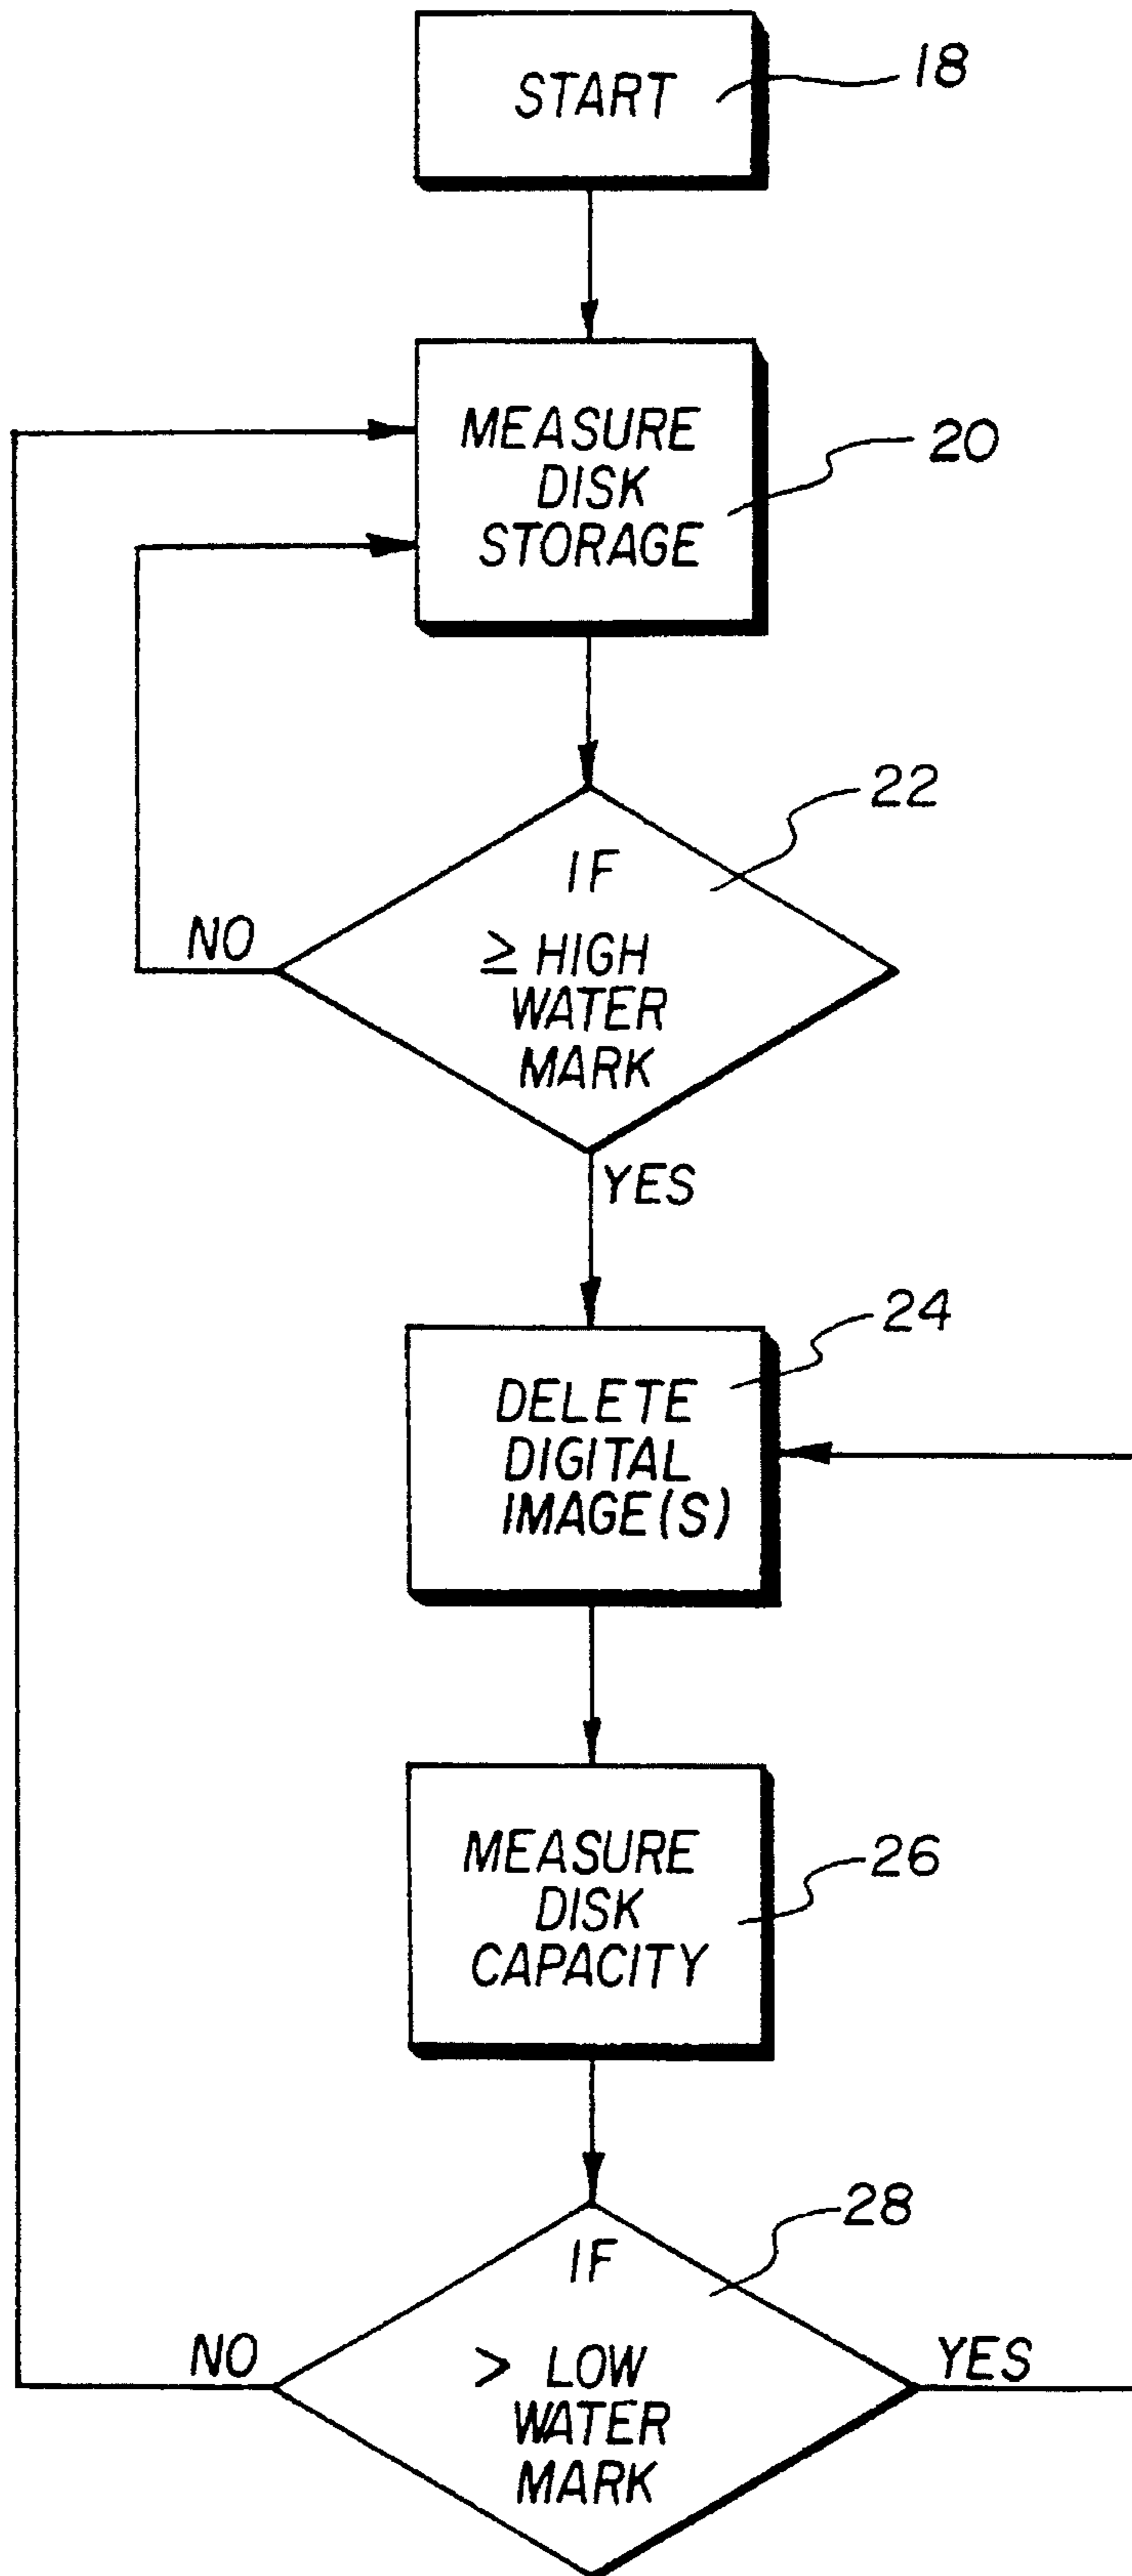 START
18
MEASURE
DISK
STORAGE
20
22
IF
≥ HIGH
WATER
MARK
NO
YES
24
DELETE
DIGITAL
IMAGE(S)
MEASURE
DISK
CAPACITY
26
28
IF
> LOW
WATER
MARK
NO
YES